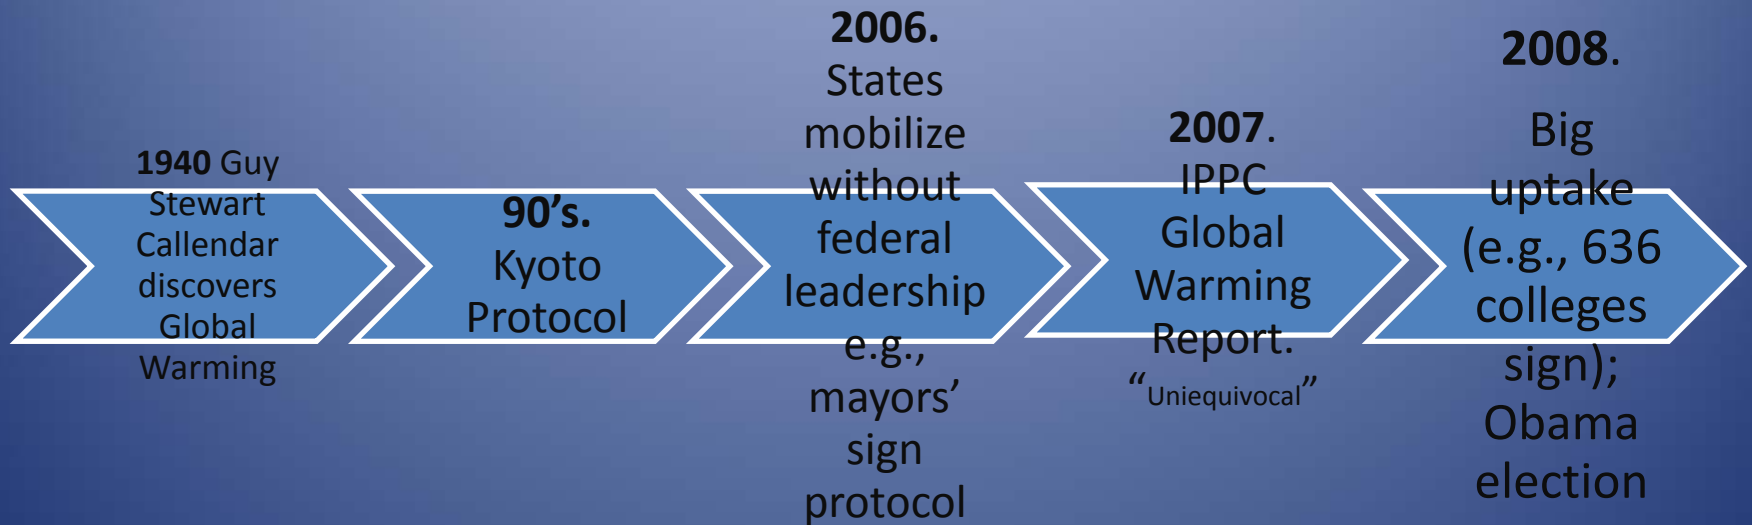 1940 Guy
Stewart
Callendar
discovers
Global
Warming
90’s.
Kyoto
Protocol
2006.
States
mobilize
without
federal
leadership
e.g.,
mayors’
sign
protocol
2007.
IPPC
Global
Warming
Report.
“Uniequivocal”
2008.
Big
uptake
(e.g., 636
colleges
sign);
Obama
election